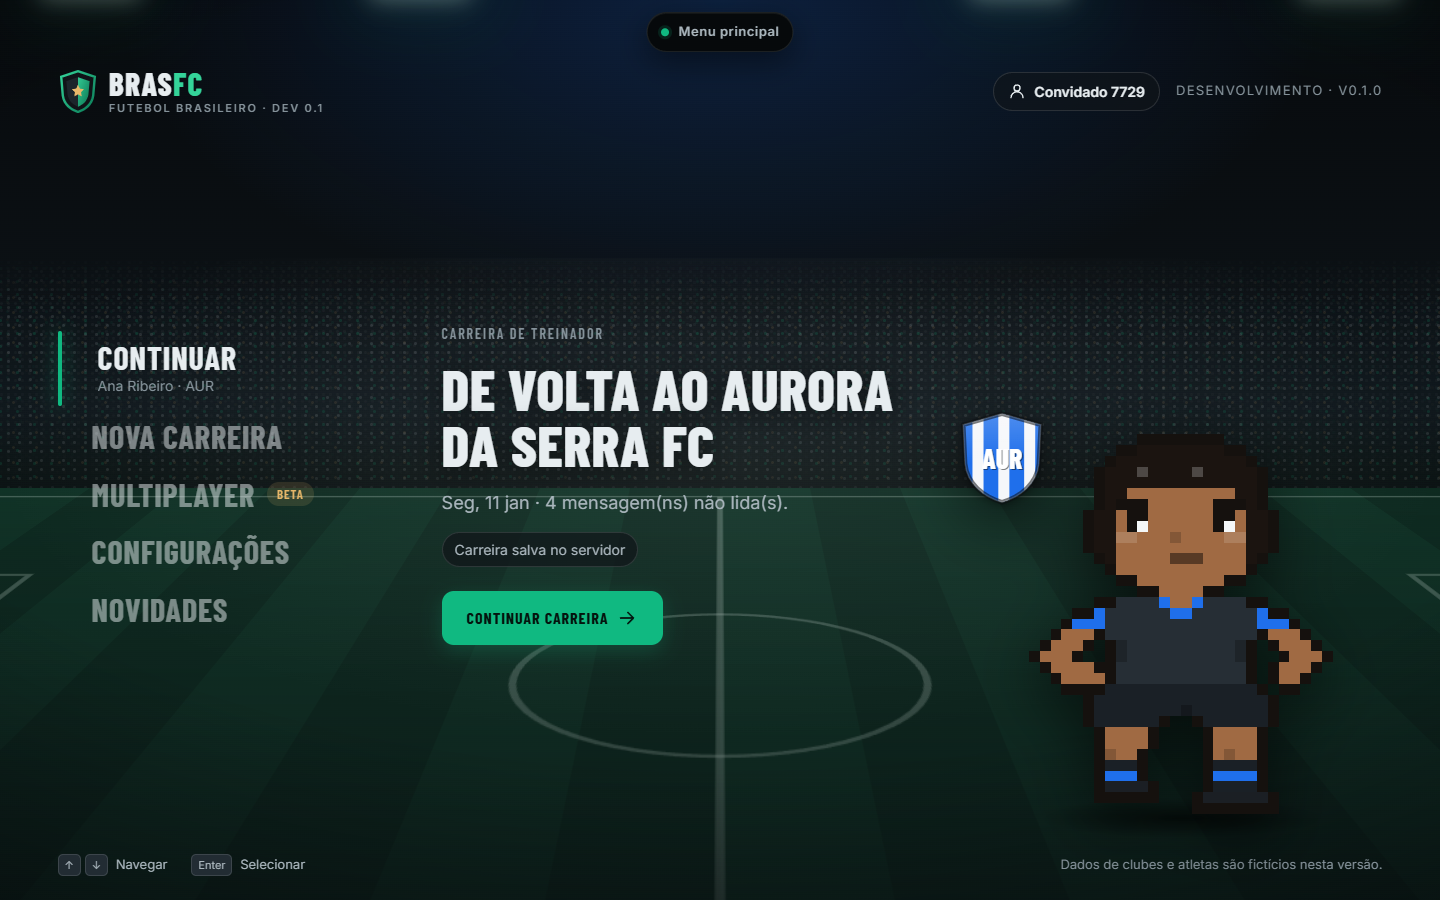 Menu principal
BRASFC
FUTEBOL BRASILEIRO · DEV 0.1
Convidado 7729
DESENVOLVIMENTO · V0.1.0
CONTINUAR
Ana Ribeiro · AUR
NOVA CARREIRA
MULTIPLAYER BETA
CONFIGURAÇÕES
NOVIDADES
CARREIRA DE TREINADOR
DE VOLTA AO AURORA
DA SERRA FC
Seg, 11 jan · 4 mensagem(ns) não lida(s).
Carreira salva no servidor
CONTINUAR CARREIRA →
AUR
↑ ↓ Navegar Enter Selecionar
Dados de clubes e atletas são fictícios nesta versão.